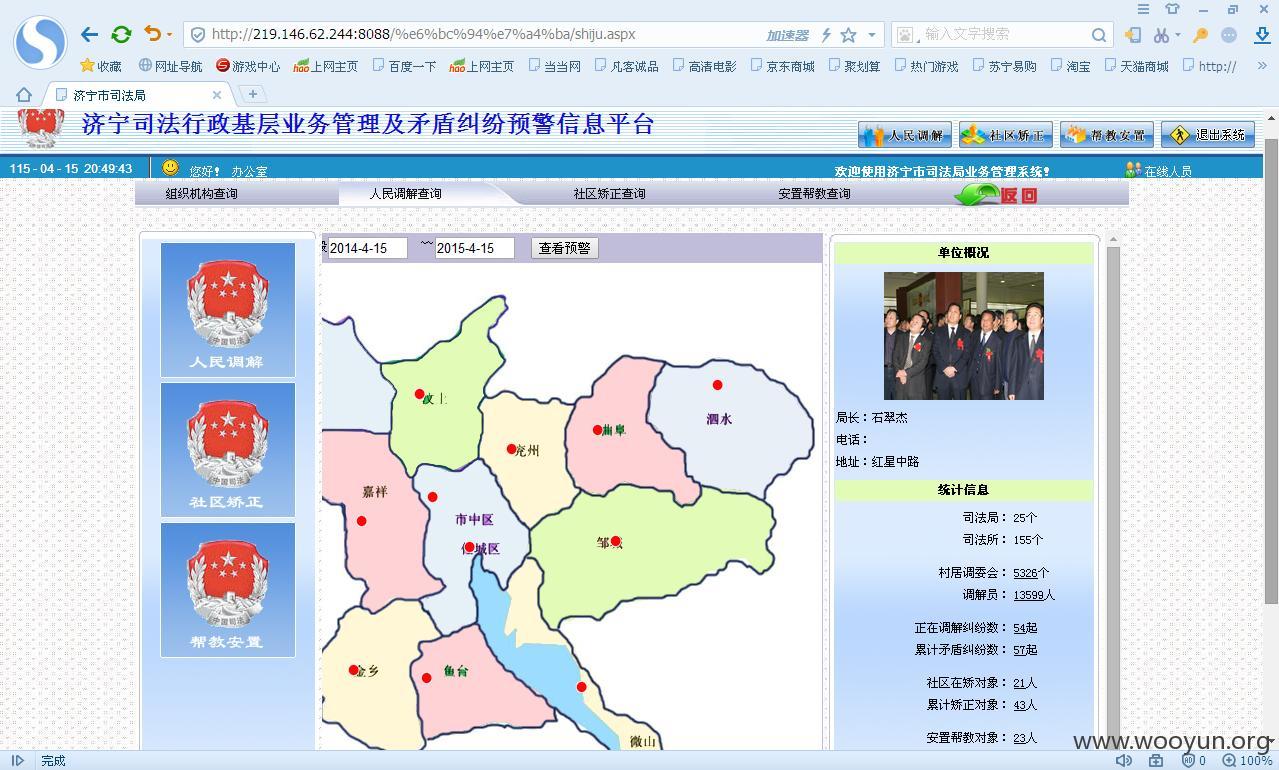 http://219.146.62.244:8088/%e6%bc%94%e7%a4%ba/shiju.aspx
加速器
输入文字搜索
收藏 网址导航 游戏中心 hao上网主页 百度一下 hao上网主页 当当网 凡客诚品 高清电影 京东商城 聚划算 热门游戏 苏宁易购 淘宝 天猫商城 http://
济宁市司法局
济宁司法行政基层业务管理及矛盾纠纷预警信息平台
人民调解 社区矫正 帮教安置 退出系统
115 - 04 - 15 20:49:43 您好! 办公室 欢迎使用济宁市司法局业务管理系统! 在线人员
组织机构查询 人民调解查询 社区矫正查询 安置帮教查询 返回
2014-4-15 ~~ 2015-4-15 查看预警
人民调解
社区矫正
帮教安置
汶上
兖州
曲阜
泗水
嘉祥
市中区
任城区
邹城
金乡
鱼台
微山
单位概况
局长:石翠杰
电话:
地址:红星中路
统计信息
司法局: 25个
司法所: 155个
村居调委会: 5326个
调解员: 13599人
正在调解纠纷数: 54起
累计矛盾纠纷数: 57起
社区在矫对象: 21人
累计矫正对象: 43人
安置帮教对象: 23人
www.wooyun.org
完成
0
100%